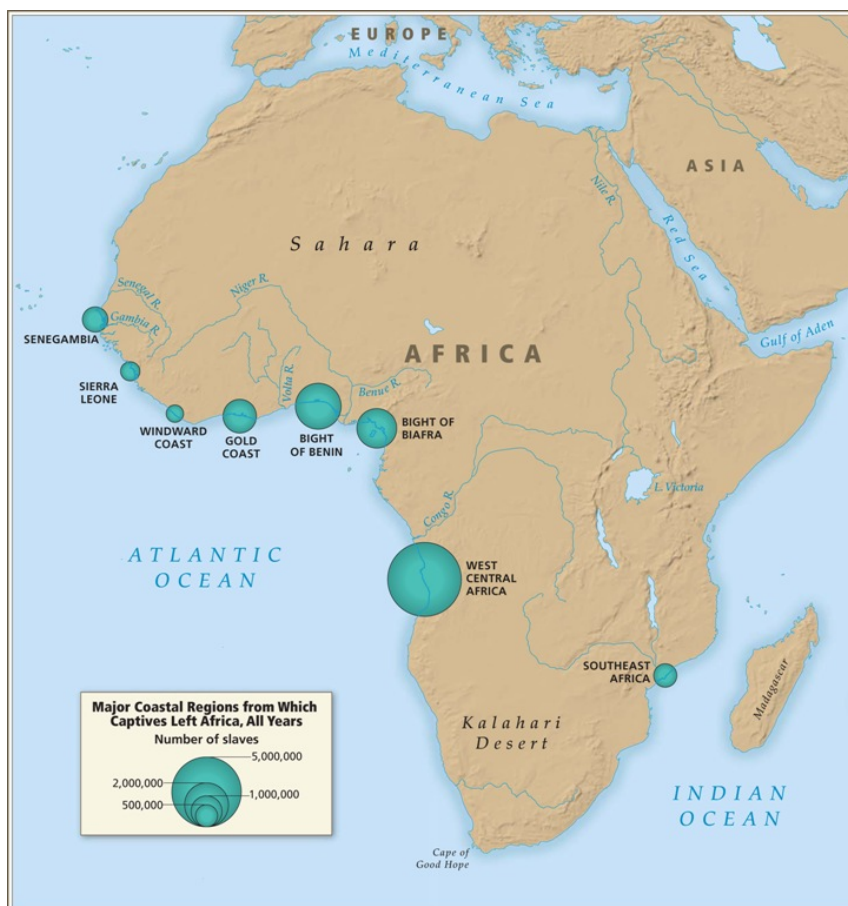 EUROPE
Mediterranean Sea
ASIA
Nile R.
Red Sea
Sahara
Senegal R.
Niger R.
Gambia R.
SENEGAMBIA
Gulf of Aden
AFRICA
SIERRA
LEONE
Volta R.
Benue R.
WINDWARD
COAST
GOLD
COAST
BIGHT
OF BENIN
BIGHT OF
BIAFRA
L. Victoria
Congo R.
ATLANTIC
OCEAN
WEST
CENTRAL
AFRICA
SOUTHEAST
AFRICA
Madagascar
Kalahari
Desert
INDIAN
OCEAN
Cape of
Good Hope
Major Coastal Regions from Which
Captives Left Africa, All Years
Number of slaves
5,000,000
2,000,000
1,000,000
500,000